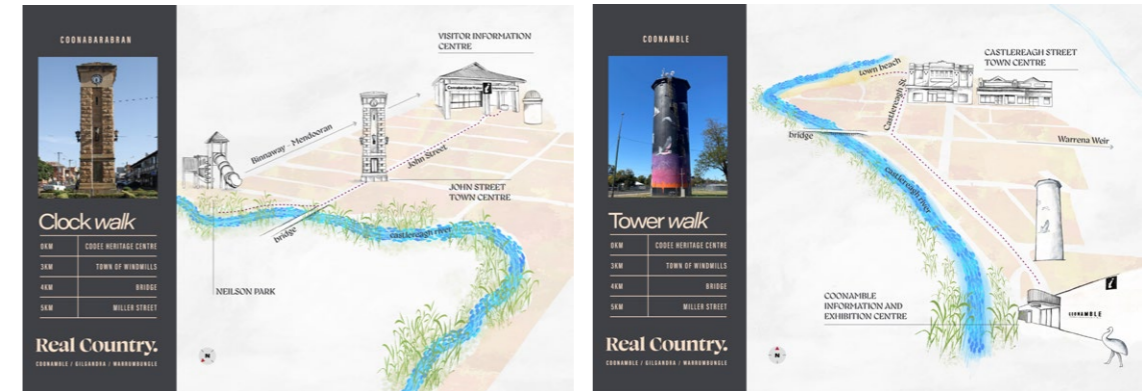 COONABARABRAN
Clock walk
0KM COOEE HERITAGE CENTRE
3KM TOWN OF WINDMILLS
4KM BRIDGE
5KM MILLER STREET
Real Country.
COONAMBLE / GILGANDRA / WARRUMBUNGLE
VISITOR INFORMATION
CENTRE
Binnaway - Mendooran
John Street
JOHN STREET
TOWN CENTRE
bridge
castlereagh river
NEILSON PARK
N
COONAMBLE
Tower walk
0KM COOEE HERITAGE CENTRE
3KM TOWN OF WINDMILLS
4KM BRIDGE
5KM MILLER STREET
Real Country.
COONAMBLE / GILGANDRA / WARRUMBUNGLE
CASTLEREAGH STREET
TOWN CENTRE
town beach
Castlereagh St
bridge
Warrena Weir
castlereagh river
COONAMBLE
INFORMATION AND
EXHIBITION CENTRE
i
COONAMBLE
N